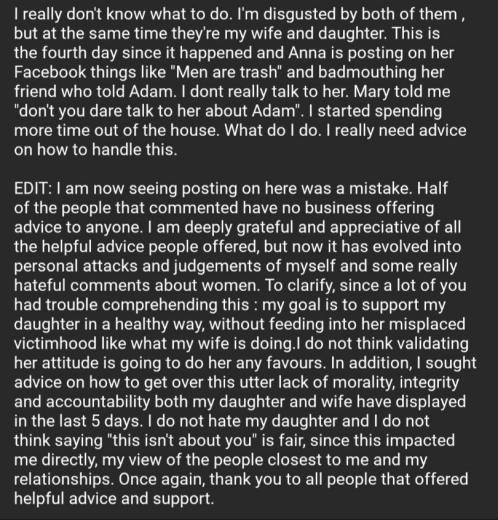 I really don't know what to do. I'm disgusted by both of them ,
but at the same time they're my wife and daughter. This is
the fourth day since it happened and Anna is posting on her
Facebook things like "Men are trash" and badmouthing her
friend who told Adam. I dont really talk to her. Mary told me
"don't you dare talk to her about Adam". I started spending
more time out of the house. What do I do. I really need advice
on how to handle this.

EDIT: I am now seeing posting on here was a mistake. Half
of the people that commented have no business offering
advice to anyone. I am deeply grateful and appreciative of all
the helpful advice people offered, but now it has evolved into
personal attacks and judgements of myself and some really
hateful comments about women. To clarify, since a lot of you
had trouble comprehending this : my goal is to support my
daughter in a healthy way, without feeding into her misplaced
victimhood like what my wife is doing.I do not think validating
her attitude is going to do her any favours. In addition, I sought
advice on how to get over this utter lack of morality, integrity
and accountability both my daughter and wife have displayed
in the last 5 days. I do not hate my daughter and I do not
think saying "this isn't about you" is fair, since this impacted
me directly, my view of the people closest to me and my
relationships. Once again, thank you to all people that offered
helpful advice and support.